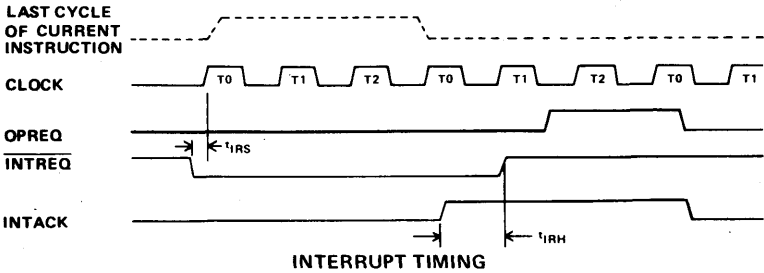 LAST CYCLE
OF CURRENT
INSTRUCTION
CLOCK
T0 T1 T2 T0 T1 T2 T0 T1
OPREQ
tIRS
INTREQ
INTACK
tIRH
INTERRUPT TIMING